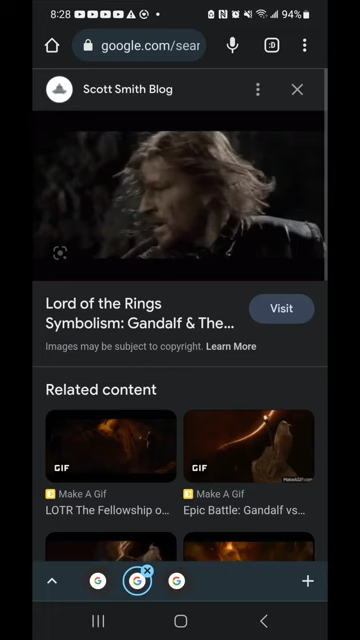 8:28
94%
google.com/sear
:D
Scott Smith Blog
Lord of the Rings
Symbolism: Gandalf & The...
Visit
Images may be subject to copyright. Learn More
Related content
GIF
GIF
MakeAGif.com
Make A Gif
Make A Gif
LOTR The Fellowship o...
Epic Battle: Gandalf vs...